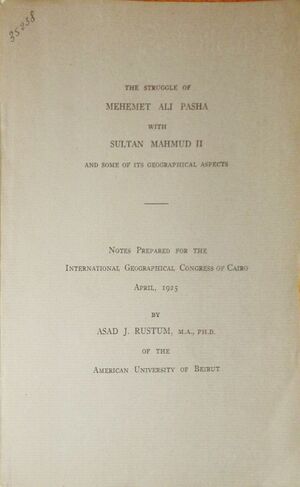 35258
THE STRUGGLE OF
MEHEMET ALI PASHA
WITH
SULTAN MAHMUD II
AND SOME OF ITS GEOGRAPHICAL ASPECTS
NOTES PREPARED FOR THE
INTERNATIONAL GEOGRAPHICAL CONGRESS OF CAIRO
APRIL, 1925
BY
ASAD J. RUSTUM, M.A., PH.D.
OF THE
AMERICAN UNIVERSITY OF BEIRUT